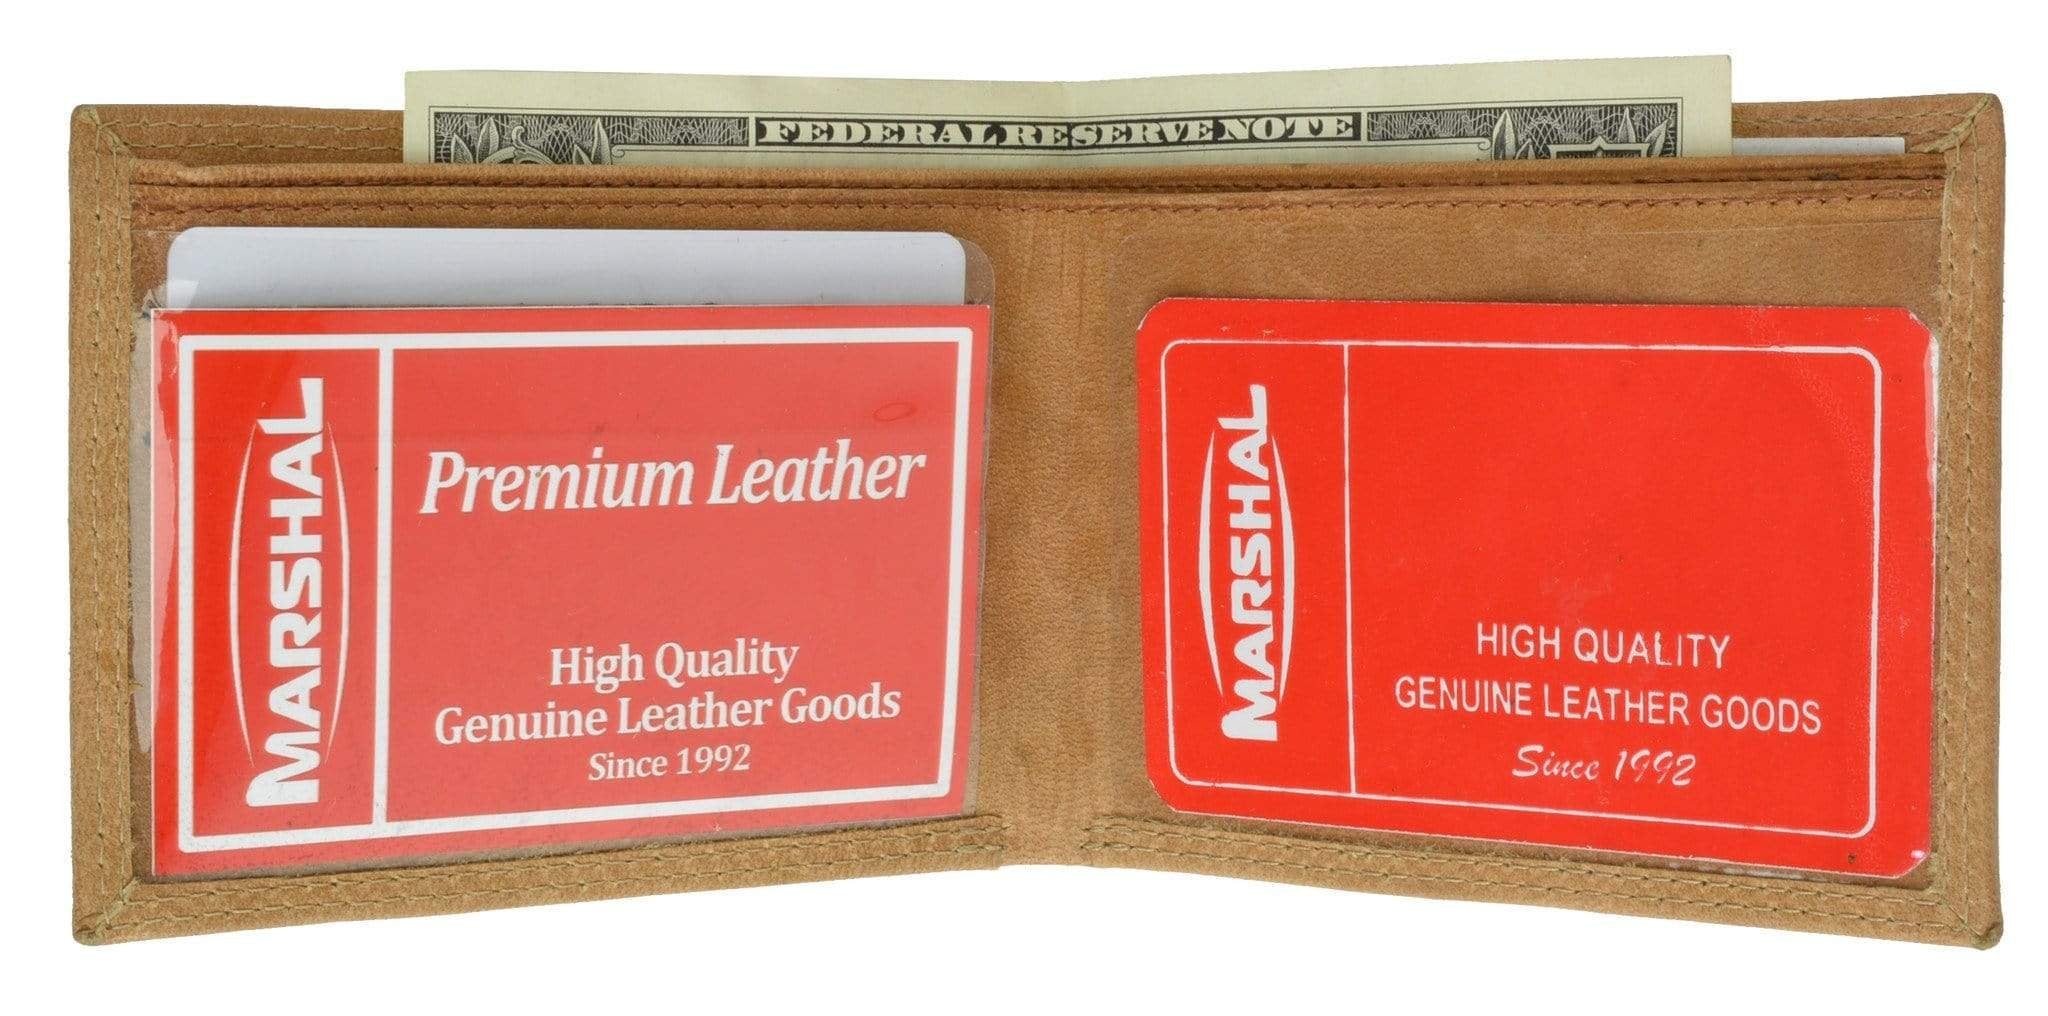 FEDERAL RESERVE NOTE
MARSHAL
Premium Leather
High Quality
Genuine Leather Goods
Since 1992
MARSHAL
HIGH QUALITY
GENUINE LEATHER GOODS
Since 1992